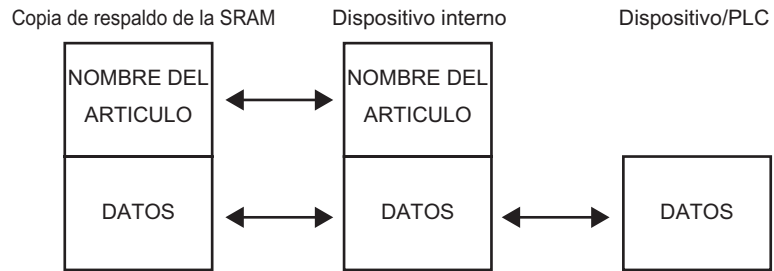 Copia de respaldo de la SRAM
Dispositivo interno
Dispositivo/PLC
NOMBRE DEL
ARTICULO
NOMBRE DEL
ARTICULO
DATOS
DATOS
DATOS